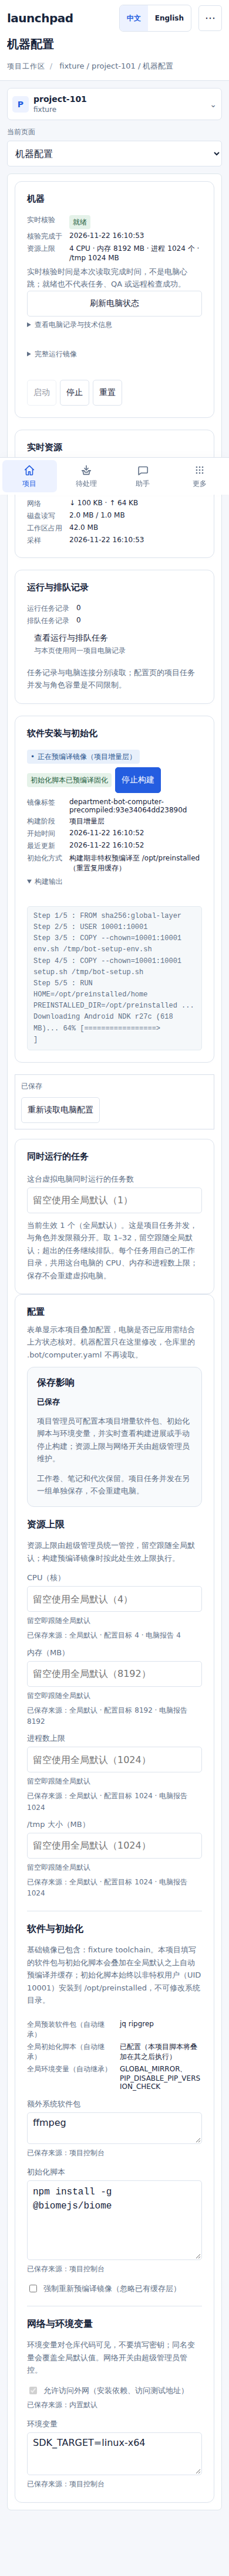 launchpad
中文
English
...
机器配置
项目工作区 / fixture / project-101 / 机器配置
P
project-101
fixture
当前页面
机器配置
机器
实时核验 就绪
核验完成于 2026-11-22 16:10:53
资源上限 4 CPU · 内存 8192 MB · 进程 1024 个 ·
/tmp 1024 MB
实时核验时间是本次读取完成时间，不是电脑心
跳；就绪也不代表任务、QA 或远程检查成功。
刷新电脑状态
查看电脑记录与技术信息
完整运行镜像
启动
停止
重置
实时资源
项目
待处理
助手
更多
网络 ↓ 100 KB · ↑ 64 KB
磁盘读写 2.0 MB / 1.0 MB
工作区占用 42.0 MB
采样 2026-11-22 16:10:53
运行与排队记录
运行任务记录 0
排队任务记录 0
查看运行与排队任务
与本页使用同一项目电脑记录
任务记录与电脑连接分别读取；配置页的项目任务
并发与角色容量是不同限制。
软件安装与初始化
• 正在预编译镜像（项目增量层）
初始化脚本已预编译固化
停止构建
镜像标签 department-bot-computer-
precompiled:93e34064dd23890d
构建阶段 项目增量层
开始时间 2026-11-22 16:10:52
最近更新 2026-11-22 16:10:52
初始化方式 构建期非特权预编译至 /opt/preinstalled
（重置复用缓存）
构建输出
Step 1/5 : FROM sha256:global-layer
Step 2/5 : USER 10001:10001
Step 3/5 : COPY --chown=10001:10001
env.sh /tmp/bot-setup-env.sh
Step 4/5 : COPY --chown=10001:10001
setup.sh /tmp/bot-setup.sh
Step 5/5 : RUN
HOME=/opt/preinstalled/home
PREINSTALLED_DIR=/opt/preinstalled ...
Downloading Android NDK r27c (618
MB)... 64% [=================>
]
已保存
重新读取电脑配置
同时运行的任务
这台虚拟电脑同时运行的任务数
留空使用全局默认（1）
当前生效 1 个（全局默认）。这是项目任务并发，
与角色并发限额分开。取 1–32，留空跟随全局默
认；超出的任务继续排队。每个任务用自己的工作
目录，共用这台电脑的 CPU、内存和进程数上限；
保存不会重建虚拟电脑。
配置
表单显示本项目叠加配置，电脑是否已应用需结合
上方状态核对。机器配置只在这里修改，仓库里的
.bot/computer.yaml 不再读取。
保存影响
已保存
项目管理员可配置本项目增量软件包、初始化
脚本与环境变量，并实时查看构建进展或手动
停止构建；资源上限与网络开关由超级管理员
维护。
工作卷、笔记和代次保留。项目任务并发在另
一组单独保存，不会重建电脑。
资源上限
资源上限由超级管理员统一管控，留空跟随全局默
认；构建预编译镜像时按此处生效上限执行。
CPU（核）
留空使用全局默认（4）
留空即跟随全局默认
已保存来源：全局默认 · 配置目标 4 · 电脑报告 4
内存（MB）
留空使用全局默认（8192）
留空即跟随全局默认
已保存来源：全局默认 · 配置目标 8192 · 电脑报告
8192
进程数上限
留空使用全局默认（1024）
留空即跟随全局默认
已保存来源：全局默认 · 配置目标 1024 · 电脑报告
1024
/tmp 大小（MB）
留空使用全局默认（1024）
留空即跟随全局默认
已保存来源：全局默认 · 配置目标 1024 · 电脑报告
1024
软件与初始化
基础镜像已包含：fixture toolchain。本项目填写
的软件包与初始化脚本会叠加在全局默认之上自动
预编译并缓存；初始化脚本始终以非特权用户（UID
10001）安装到 /opt/preinstalled，不可修改系统
目录。
全局预装软件包（自动继 jq ripgrep
承）
全局初始化脚本（自动继 已配置（本项目脚本将叠
承） 加在其之后执行）
全局环境变量（自动继承） GLOBAL_MIRROR,
PIP_DISABLE_PIP_VERS
ION_CHECK
额外系统软件包
ffmpeg
已保存来源：项目控制台
初始化脚本
npm install -g
@biomejs/biome
已保存来源：项目控制台
强制重新预编译镜像（忽略已有缓存层）
网络与环境变量
环境变量对仓库代码可见，不要填写密钥；同名变
量会覆盖全局默认值。网络开关由超级管理员管
控。
允许访问外网（安装依赖、访问测试地址）
已保存来源：内置默认
环境变量
SDK_TARGET=linux-x64
已保存来源：项目控制台